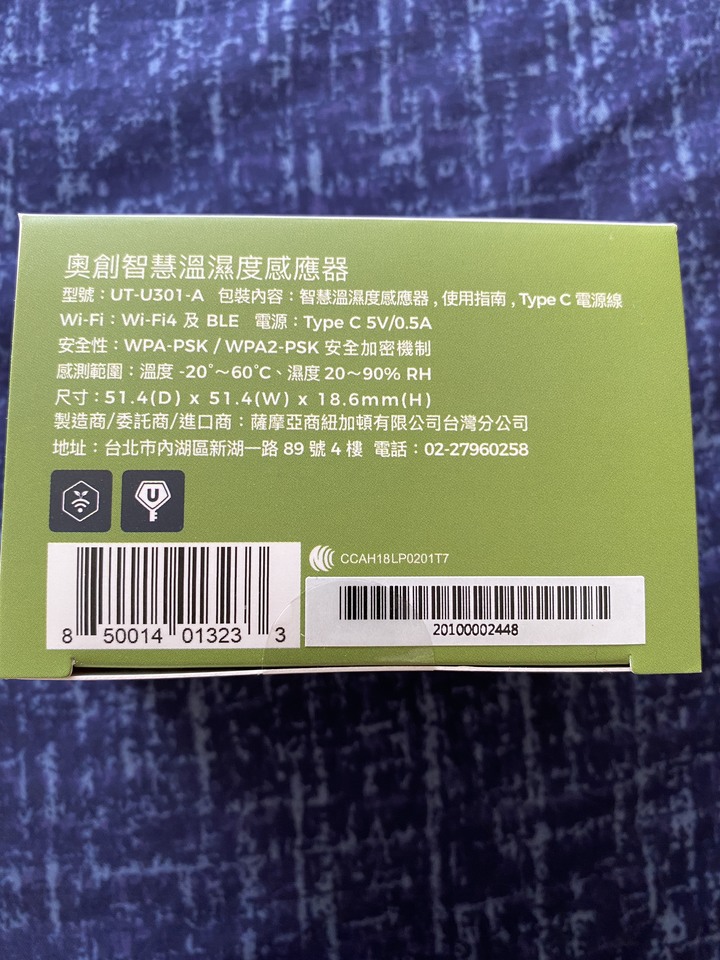 奧創智慧溫濕度感應器
型號：UT-U301-A 包裝內容：智慧溫濕度感應器，使用指南，Type C 電源線
Wi-Fi：Wi-Fi4 及 BLE 電源：Type C 5V/0.5A
安全性：WPA-PSK / WPA2-PSK 安全加密機制
感測範圍：溫度 -20°～60°C、濕度 20～90% RH
尺寸：51.4(D) x 51.4(W) x 18.6mm(H)
製造商/委託商/進口商：薩摩亞商紐加頓有限公司台灣分公司
地址：台北市內湖區新湖一路 89 號 4 樓 電話：02-27960258
U
CCAH18LP0201T7
8 50014 01323 3
20100002448